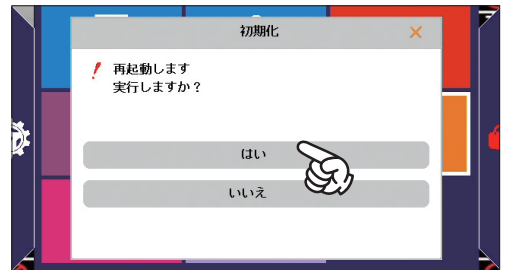 初期化
再起動します
実行しますか？
はい
いいえ